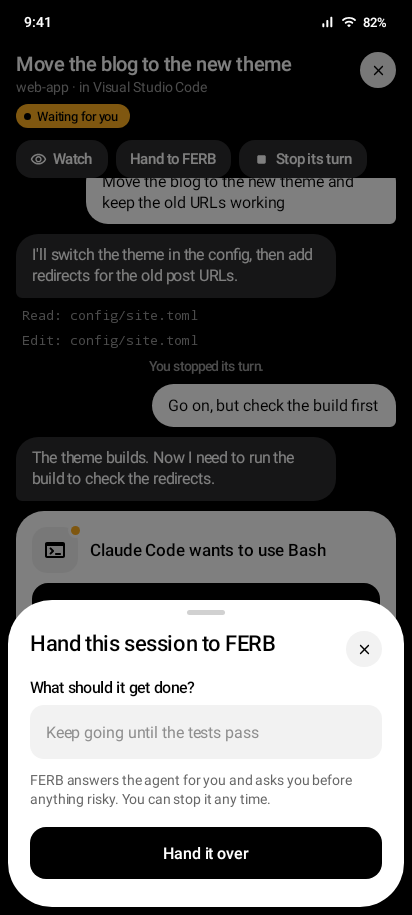 9:41
82%
Move the blog to the new theme
web-app · in Visual Studio Code
Waiting for you
Watch
Hand to FERB
Stop its turn
Move the blog to the new theme and
keep the old URLs working
I'll switch the theme in the config, then add
redirects for the old post URLs.
Read: config/site.toml
Edit: config/site.toml
You stopped its turn.
Go on, but check the build first
The theme builds. Now I need to run the
build to check the redirects.
Claude Code wants to use Bash
Hand this session to FERB
What should it get done?
Keep going until the tests pass
FERB answers the agent for you and asks you before
anything risky. You can stop it any time.
Hand it over